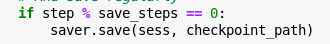 if step % save_steps == 0:
    saver.save(sess, checkpoint_path)